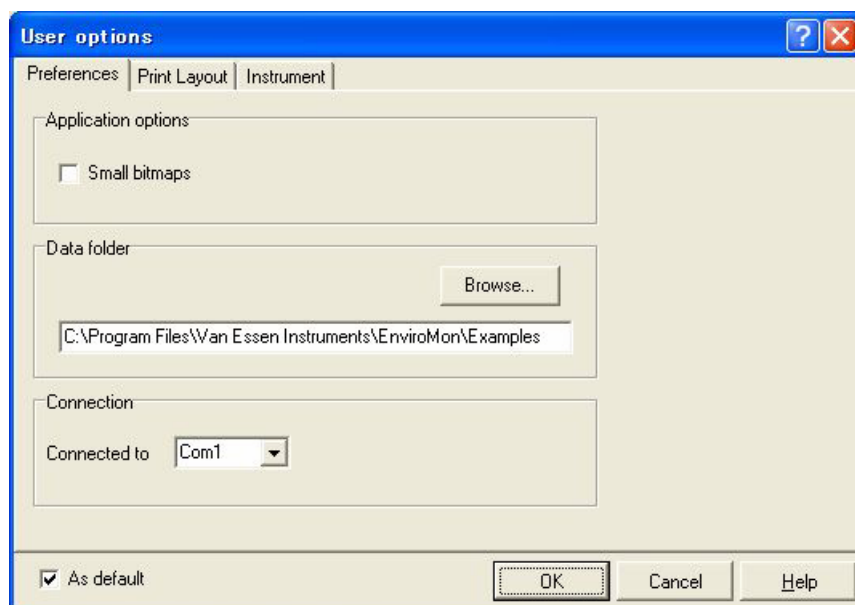 User options
Preferences Print Layout Instrument
Application options
Small bitmaps
Data folder
Browse...
C:\Program Files\Van Essen Instruments\EnviroMon\Examples
Connection
Connected to Com1
As default OK Cancel Help